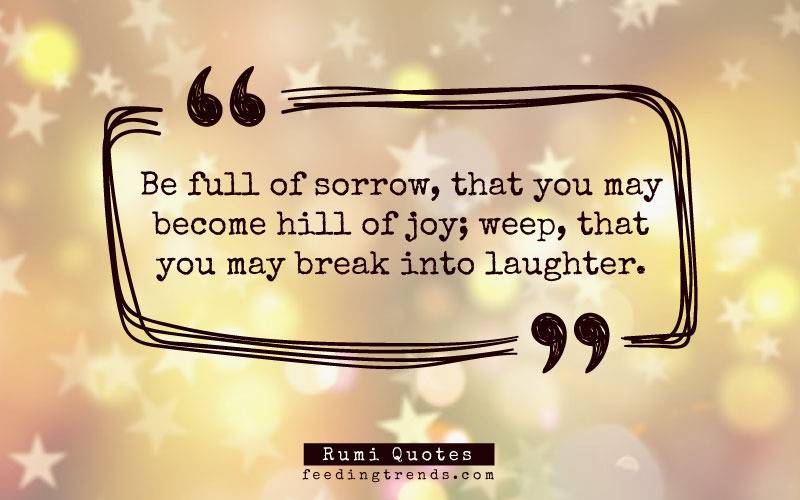 Be full of sorrow, that you may
become hill of joy; weep, that
you may break into laughter.
Rumi Quotes
feedingtrends.com